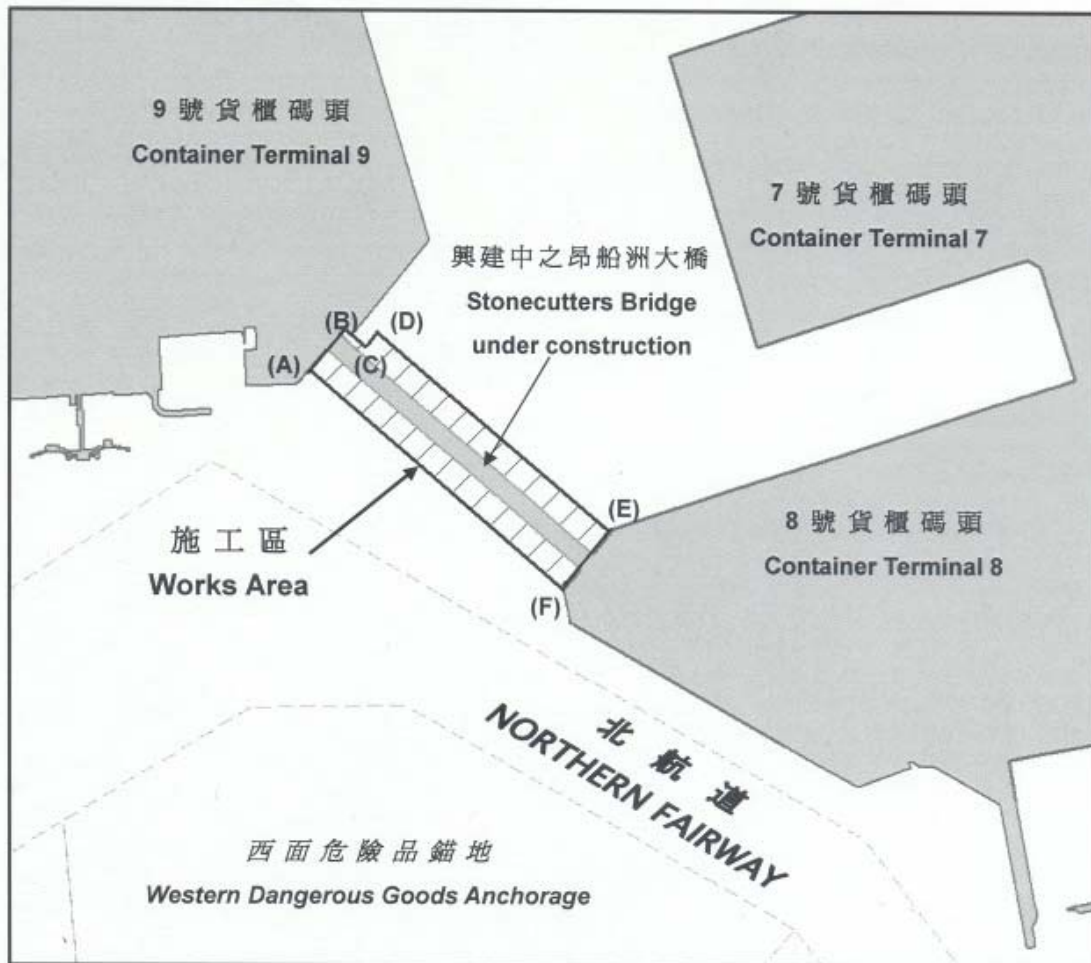 9 號 貨 櫃 碼 頭
Container Terminal 9
7 號 貨 櫃 碼 頭
Container Terminal 7
興建中之昂船洲大橋
Stonecutters Bridge
under construction
(B)
(D)
(A)
(C)
(E)
8 號 貨 櫃 碼 頭
Container Terminal 8
施 工 區
Works Area
(F)
北 航 道
NORTHERN FAIRWAY
西 面 危 險 品 錨 地
Western Dangerous Goods Anchorage